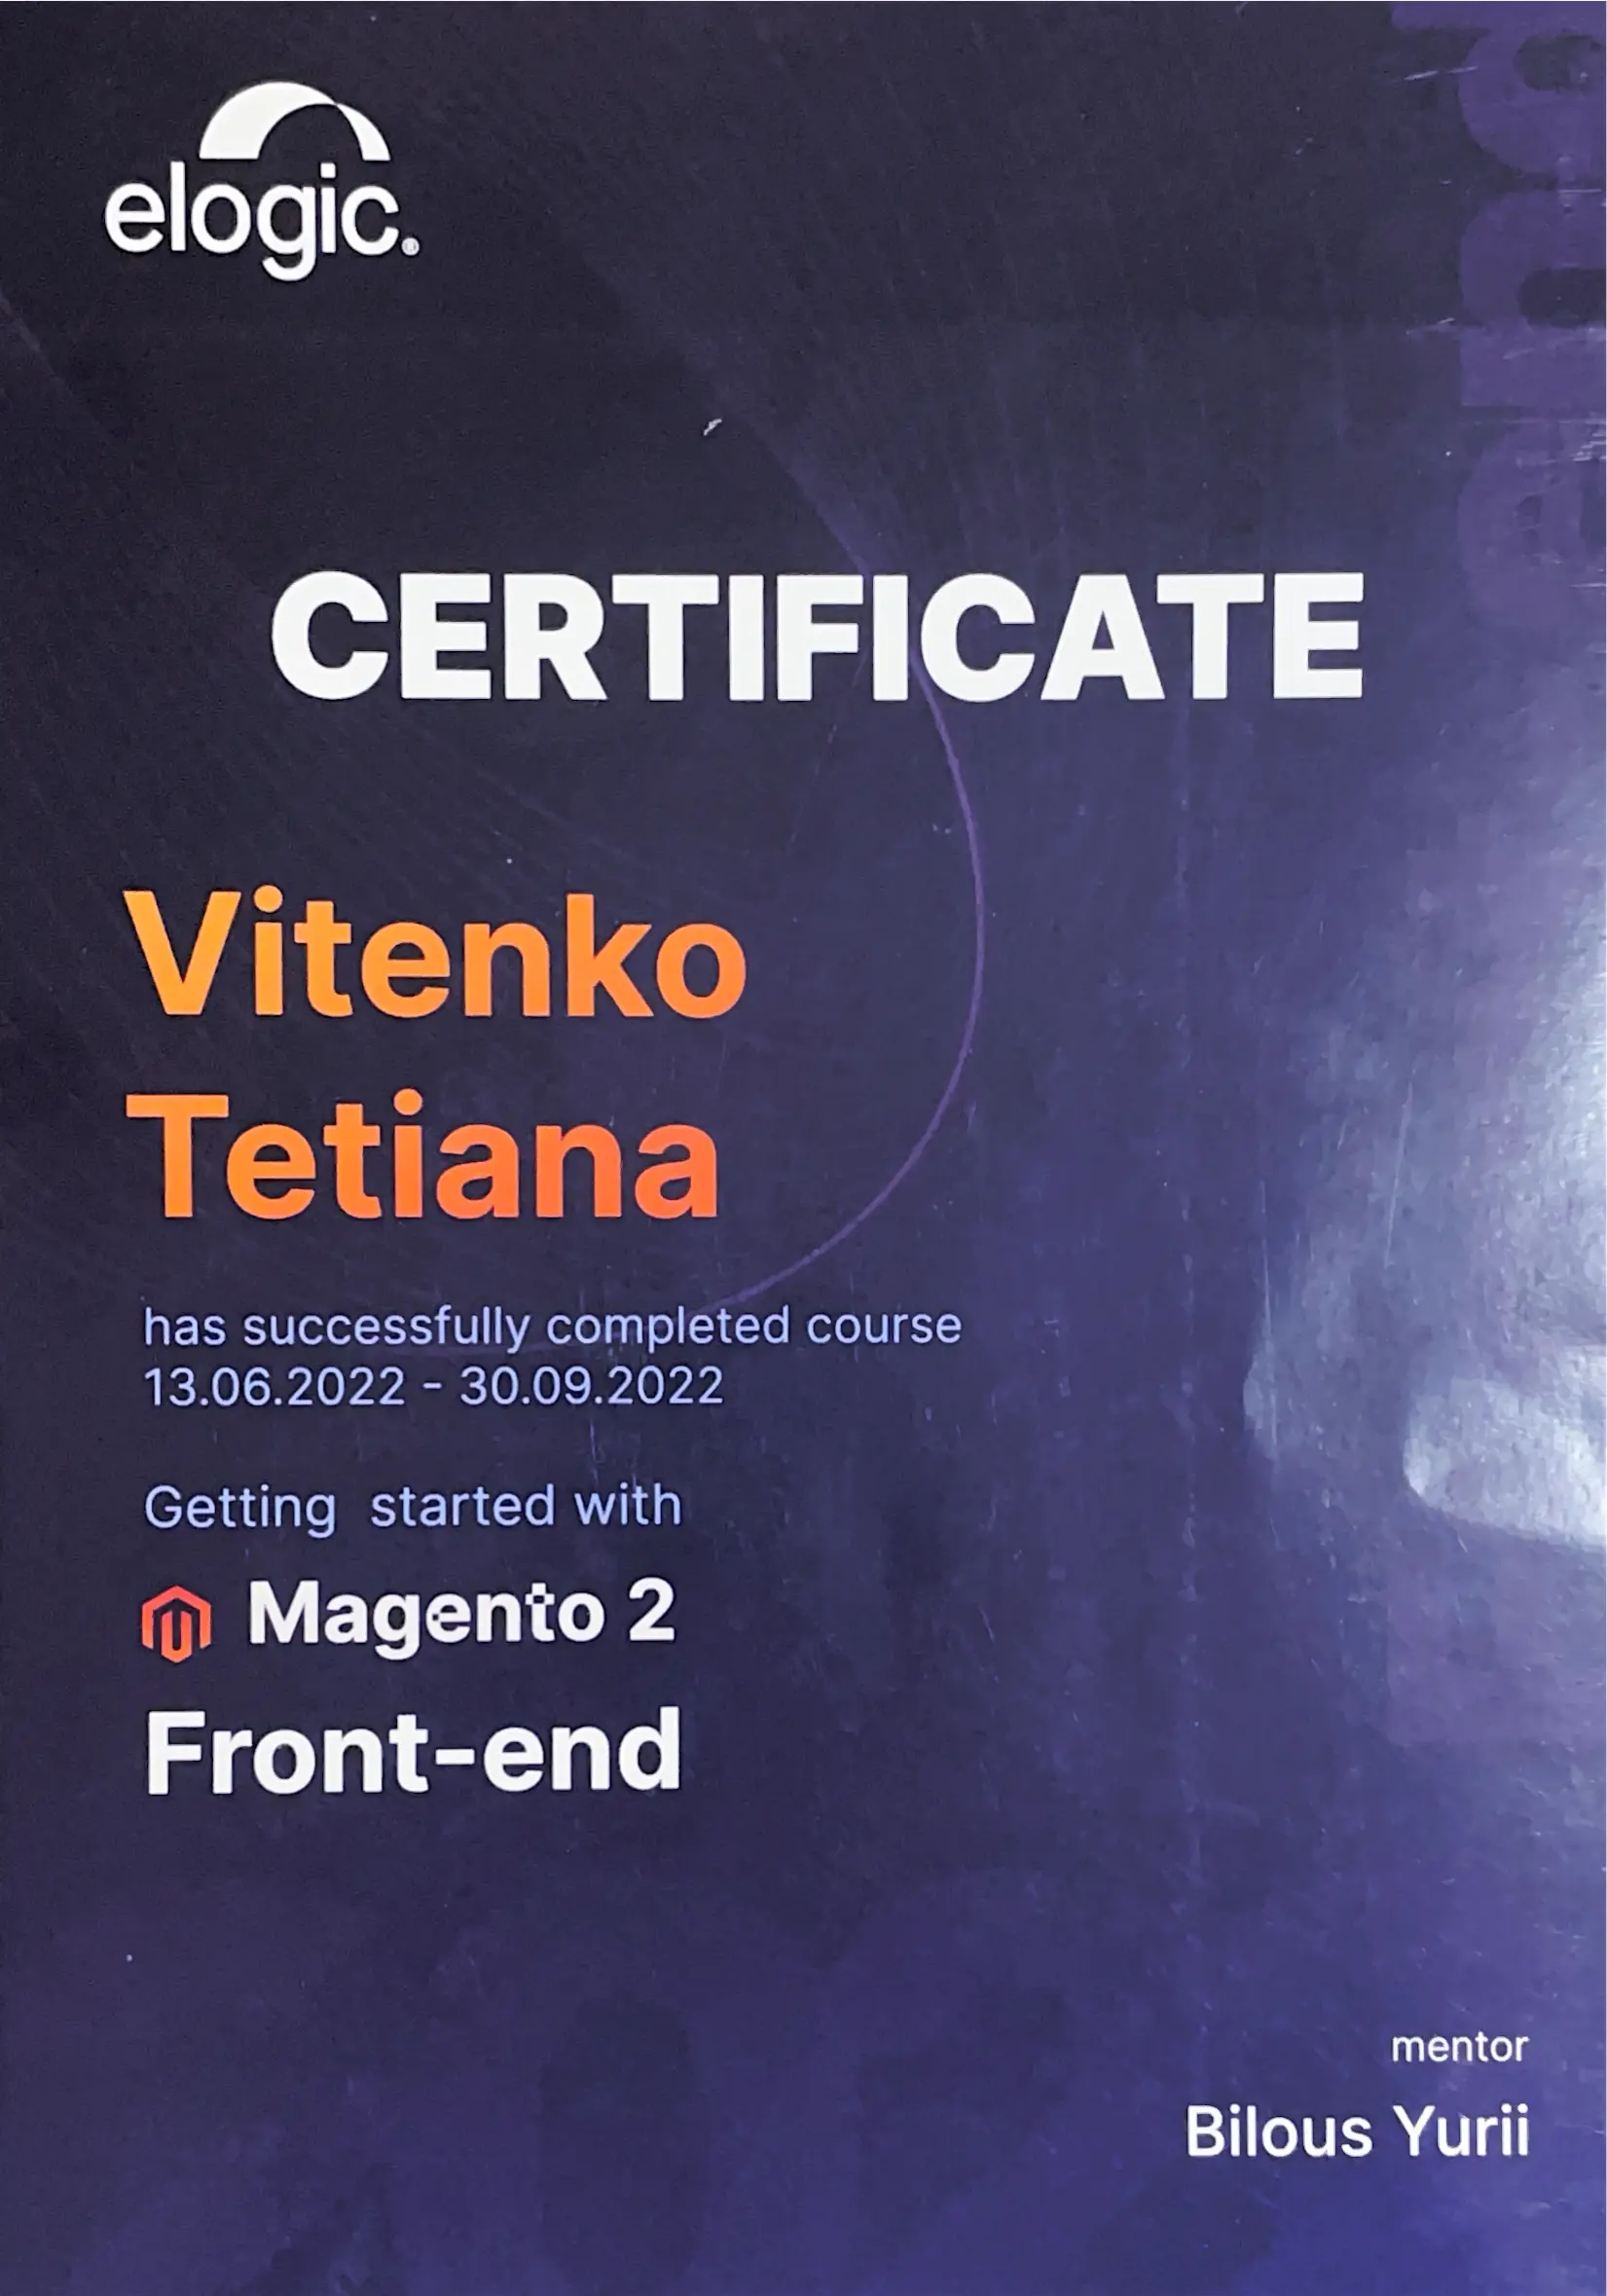 elogic.
CERTIFICATE
Vitenko
Tetiana
has successfully completed course
13.06.2022 - 30.09.2022
Getting started with
Magento 2
Front-end
mentor
Bilous Yurii